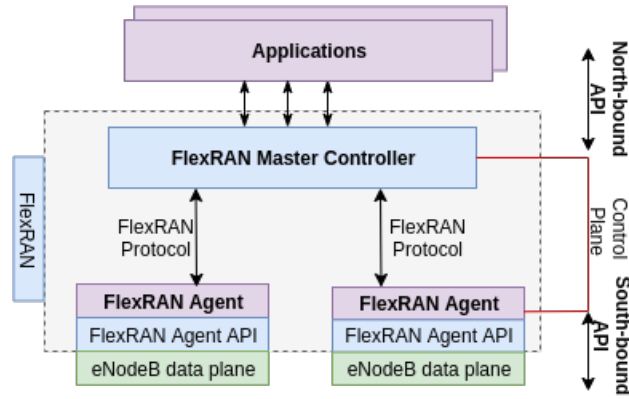 Applications
North-bound
API
FlexRAN Master Controller
FlexRAN
FlexRAN
Protocol
FlexRAN
Protocol
Control
Plane
FlexRAN Agent
FlexRAN Agent API
eNodeB data plane
FlexRAN Agent
FlexRAN Agent API
eNodeB data plane
South-bound
API